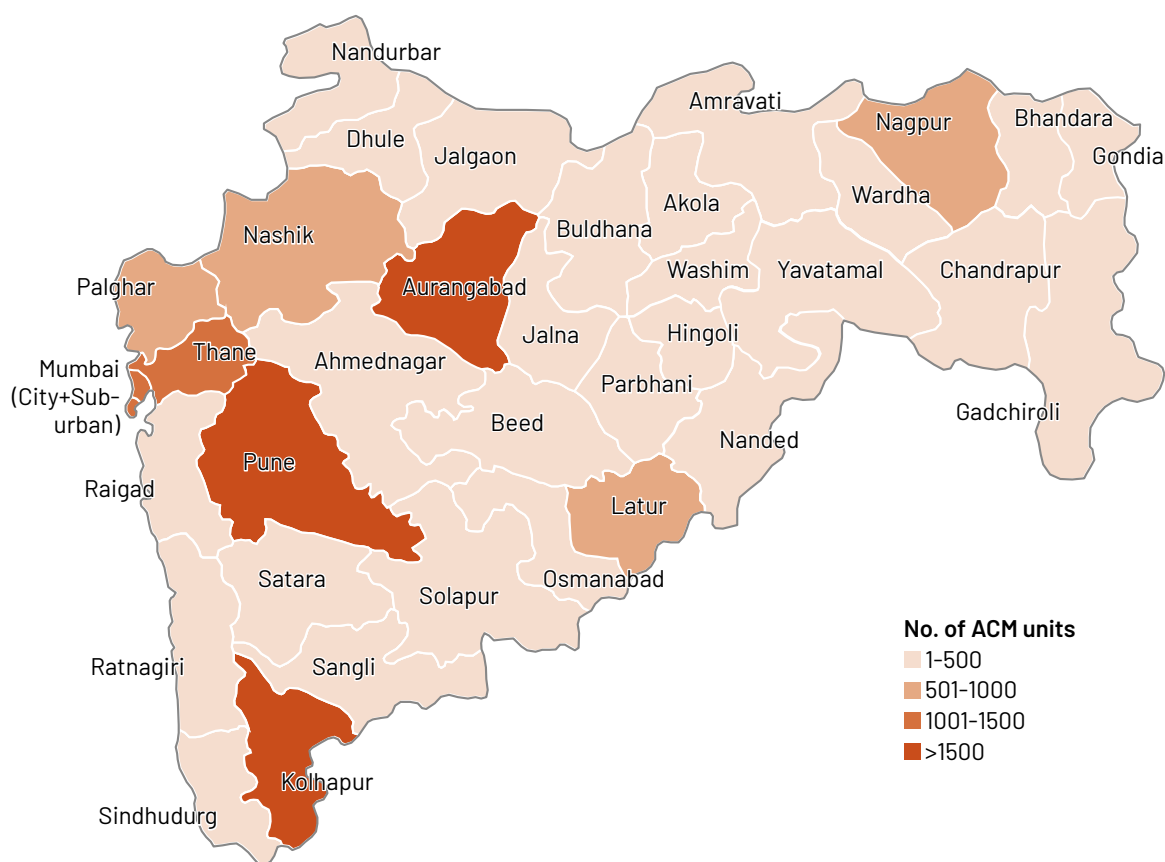 Nandurbar
Amravati
Nagpur
Bhandara
Dhule
Jalgaon
Gondia
Wardha
Akola
Buldhana
Nashik
Washim
Yavatamal
Chandrapur
Palghar
Aurangabad
Jalna
Hingoli
Thane
Ahmednagar
Mumbai
(City+Sub-
urban)
Parbhani
Gadchiroli
Beed
Nanded
Pune
Raigad
Latur
Satara
Osmanabad
Solapur
No. of ACM units
1-500
501-1000
1001-1500
>1500
Ratnagiri
Sangli
Kolhapur
Sindhudurg